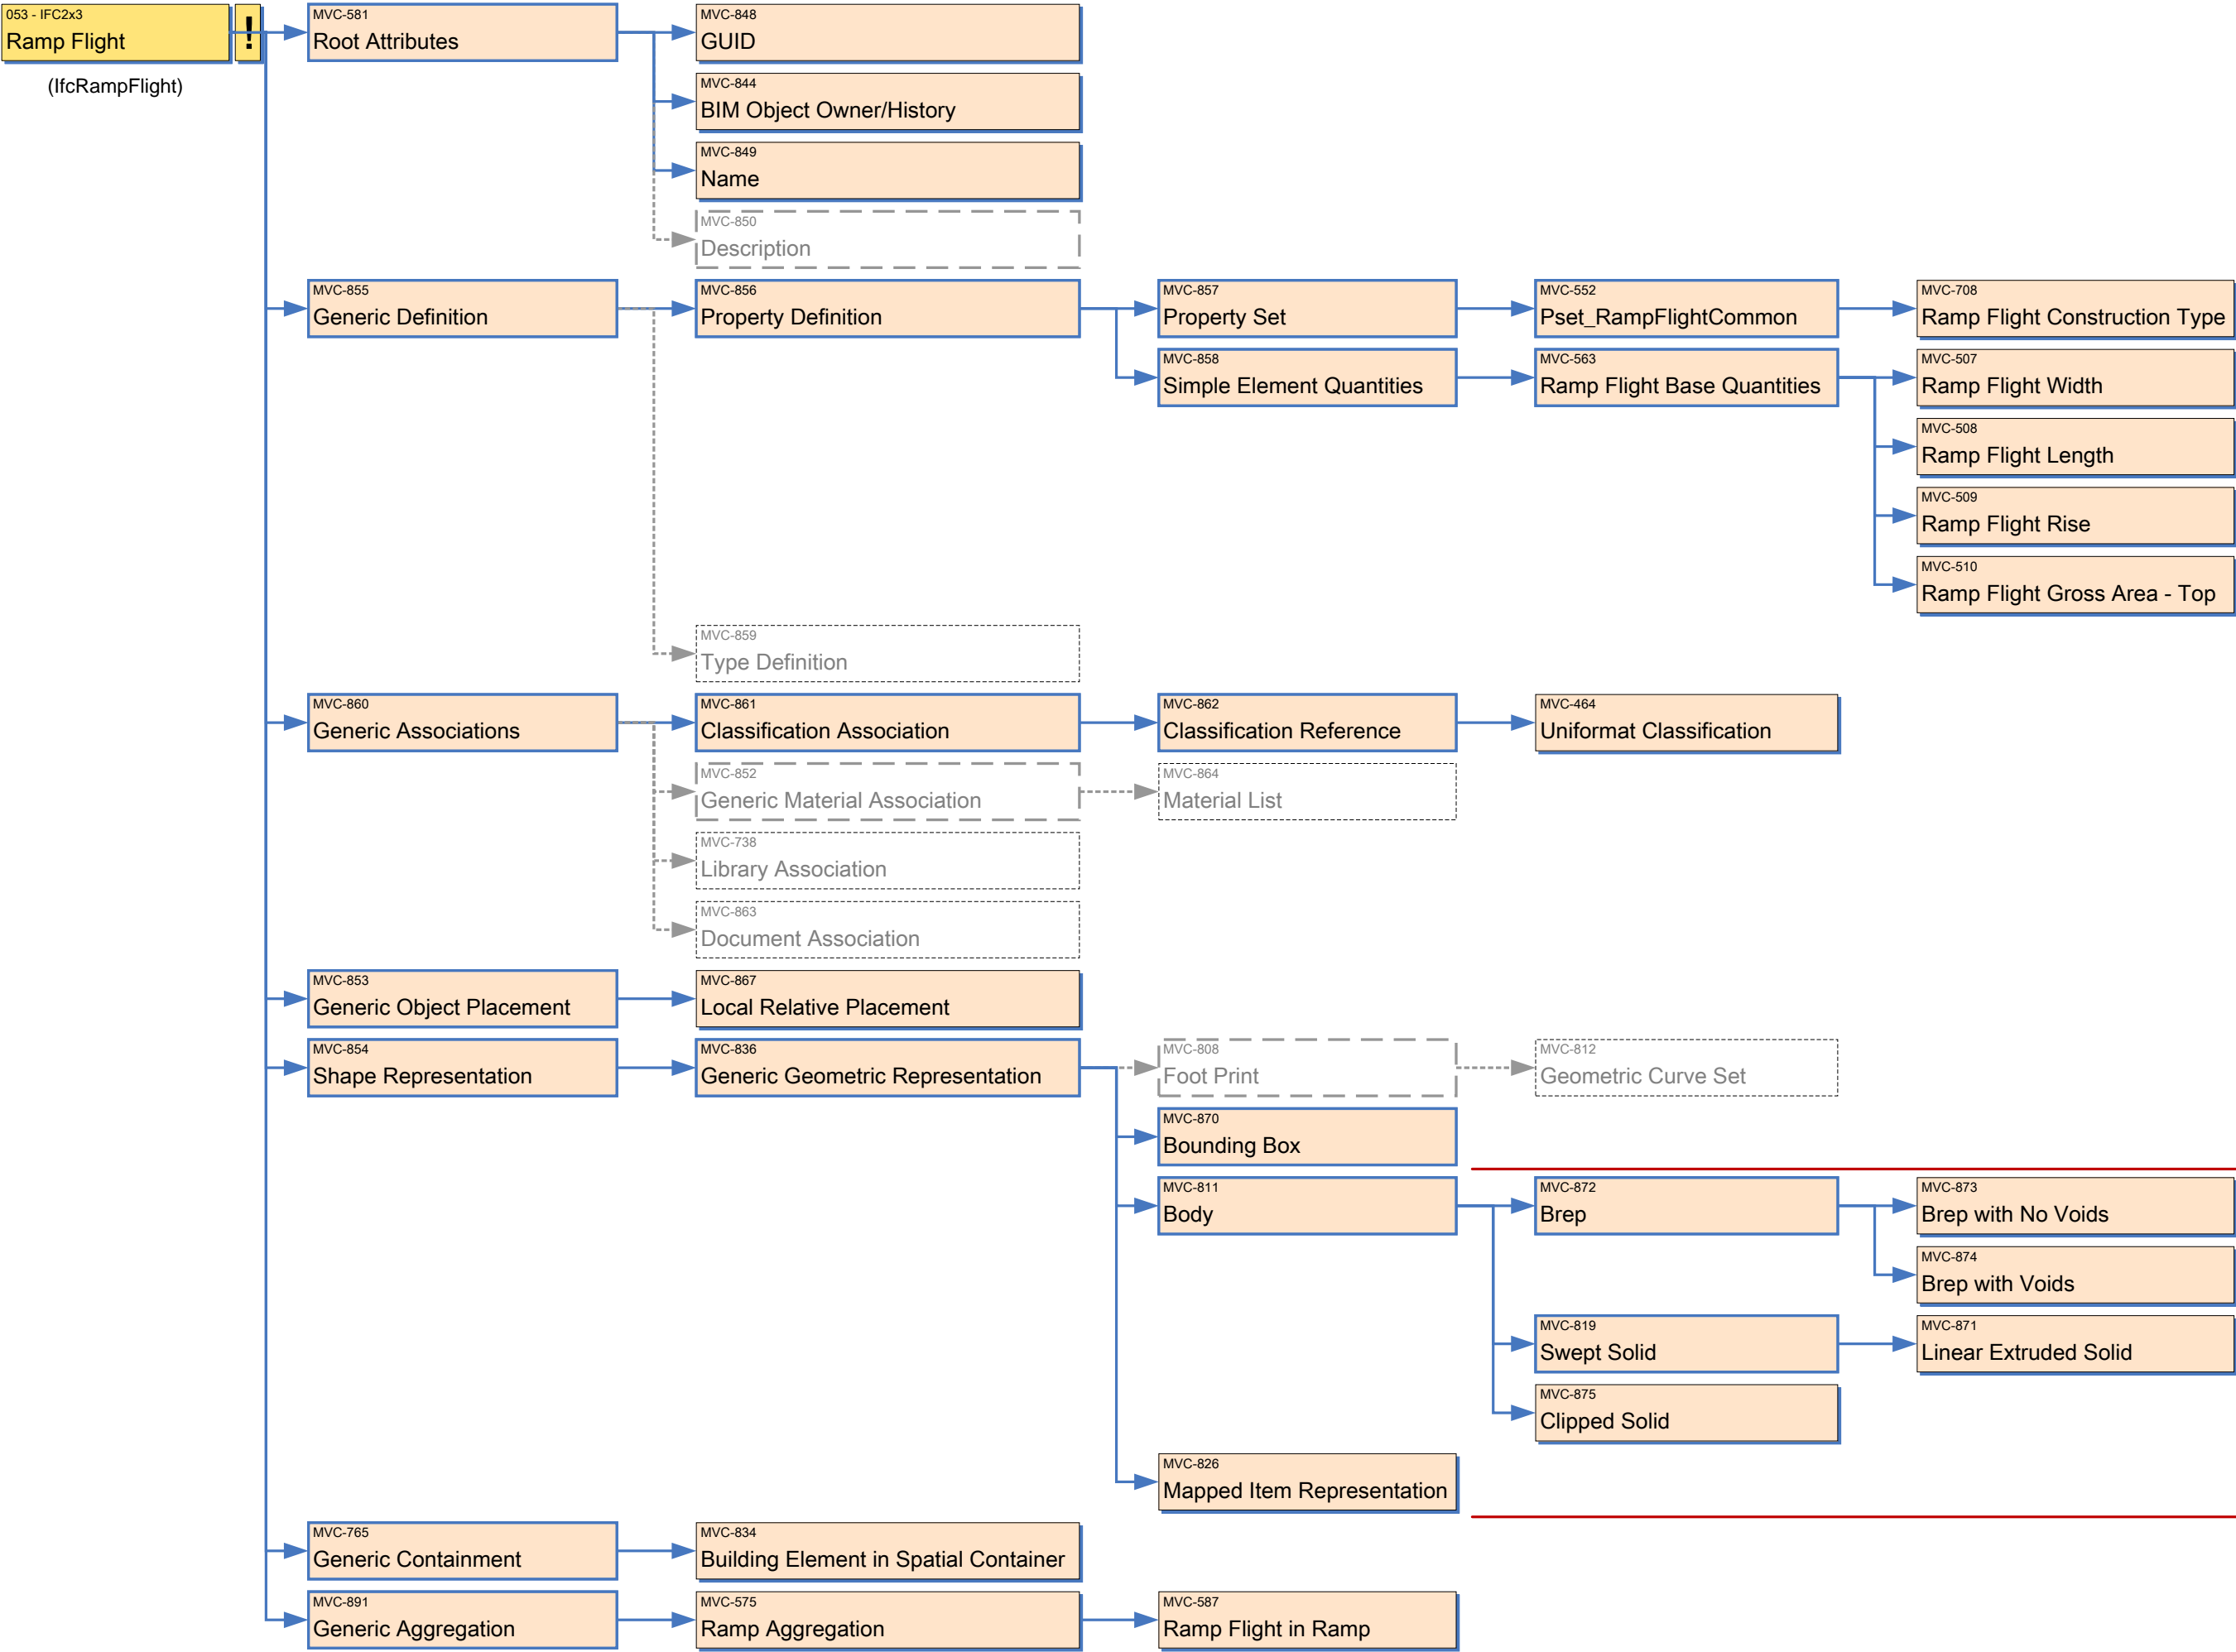 053 - IFC2x3
Ramp Flight
!
(IfcRampFlight)
MVC-581
Root Attributes
MVC-848
GUID
MVC-844
BIM Object Owner/History
MVC-849
Name
MVC-850
Description
MVC-855
Generic Definition
MVC-856
Property Definition
MVC-857
Property Set
MVC-552
Pset_RampFlightCommon
MVC-708
Ramp Flight Construction Type
MVC-858
Simple Element Quantities
MVC-563
Ramp Flight Base Quantities
MVC-507
Ramp Flight Width
MVC-508
Ramp Flight Length
MVC-509
Ramp Flight Rise
MVC-510
Ramp Flight Gross Area - Top
MVC-859
Type Definition
MVC-860
Generic Associations
MVC-861
Classification Association
MVC-862
Classification Reference
MVC-464
Uniformat Classification
MVC-852
Generic Material Association
MVC-864
Material List
MVC-738
Library Association
MVC-863
Document Association
MVC-853
Generic Object Placement
MVC-867
Local Relative Placement
MVC-854
Shape Representation
MVC-836
Generic Geometric Representation
MVC-808
Foot Print
MVC-812
Geometric Curve Set
MVC-870
Bounding Box
MVC-811
Body
MVC-872
Brep
MVC-873
Brep with No Voids
MVC-874
Brep with Voids
MVC-819
Swept Solid
MVC-871
Linear Extruded Solid
MVC-875
Clipped Solid
MVC-826
Mapped Item Representation
MVC-765
Generic Containment
MVC-834
Building Element in Spatial Container
MVC-891
Generic Aggregation
MVC-575
Ramp Aggregation
MVC-587
Ramp Flight in Ramp